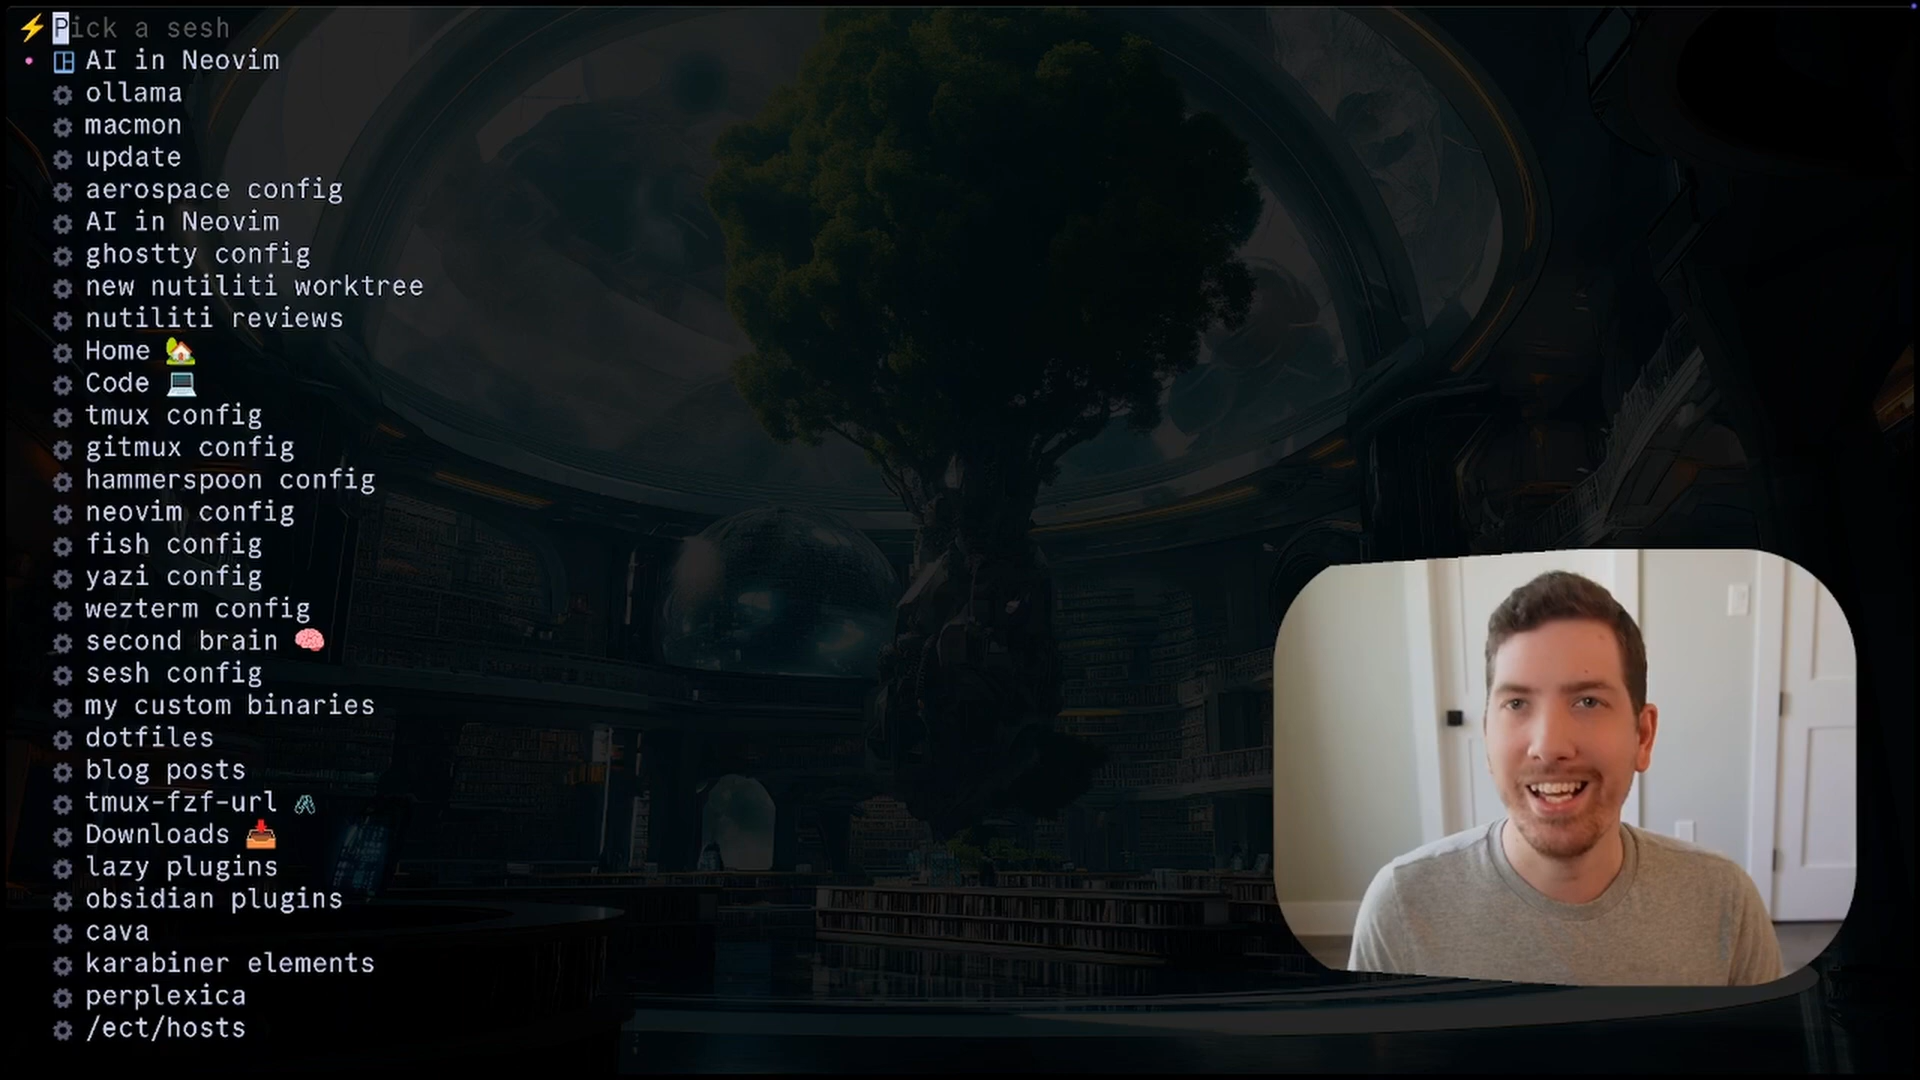 ⚡ Pick a sesh
AI in Neovim
ollama
macmon
update
aerospace config
AI in Neovim
ghostty config
new nutiliti worktree
nutiliti reviews
Home 🏡
Code 💻
tmux config
gitmux config
hammerspoon config
neovim config
fish config
yazi config
wezterm config
second brain 🧠
sesh config
my custom binaries
dotfiles
blog posts
tmux-fzf-url
Downloads 📥
lazy plugins
obsidian plugins
cava
karabiner elements
perplexica
/ect/hosts